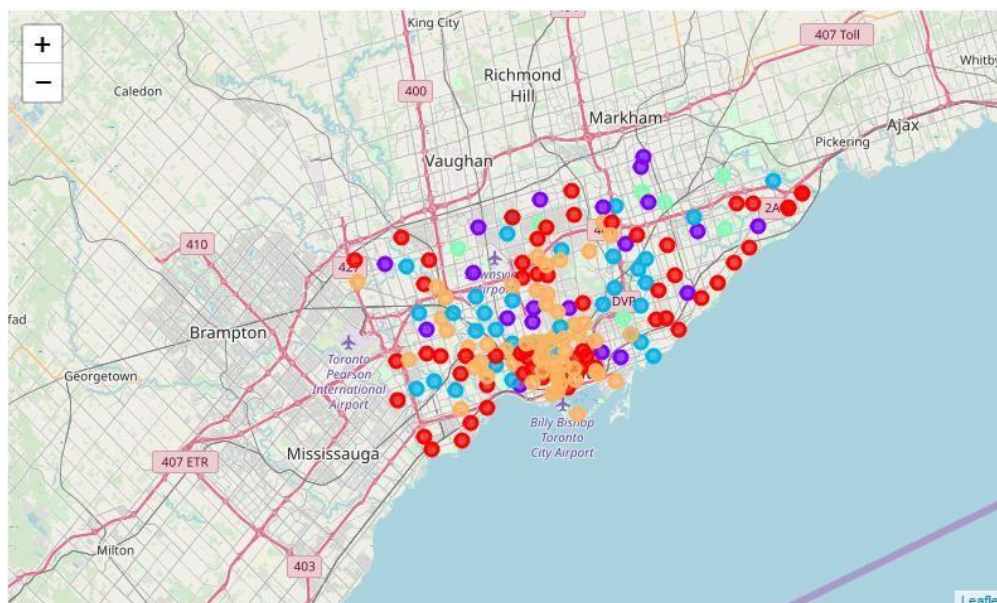 King City
+
−
407 Toll
Whitby
Caledon
Richmond
Hill
400
Markham
Ajax
Pickering
Vaughan
2A
410
427
Airport
DVP
Brampton
Toronto
Pearson
International
Airport
Georgetown
Billy Bishop
Toronto
City Airport
Mississauga
407 ETR
Milton
403